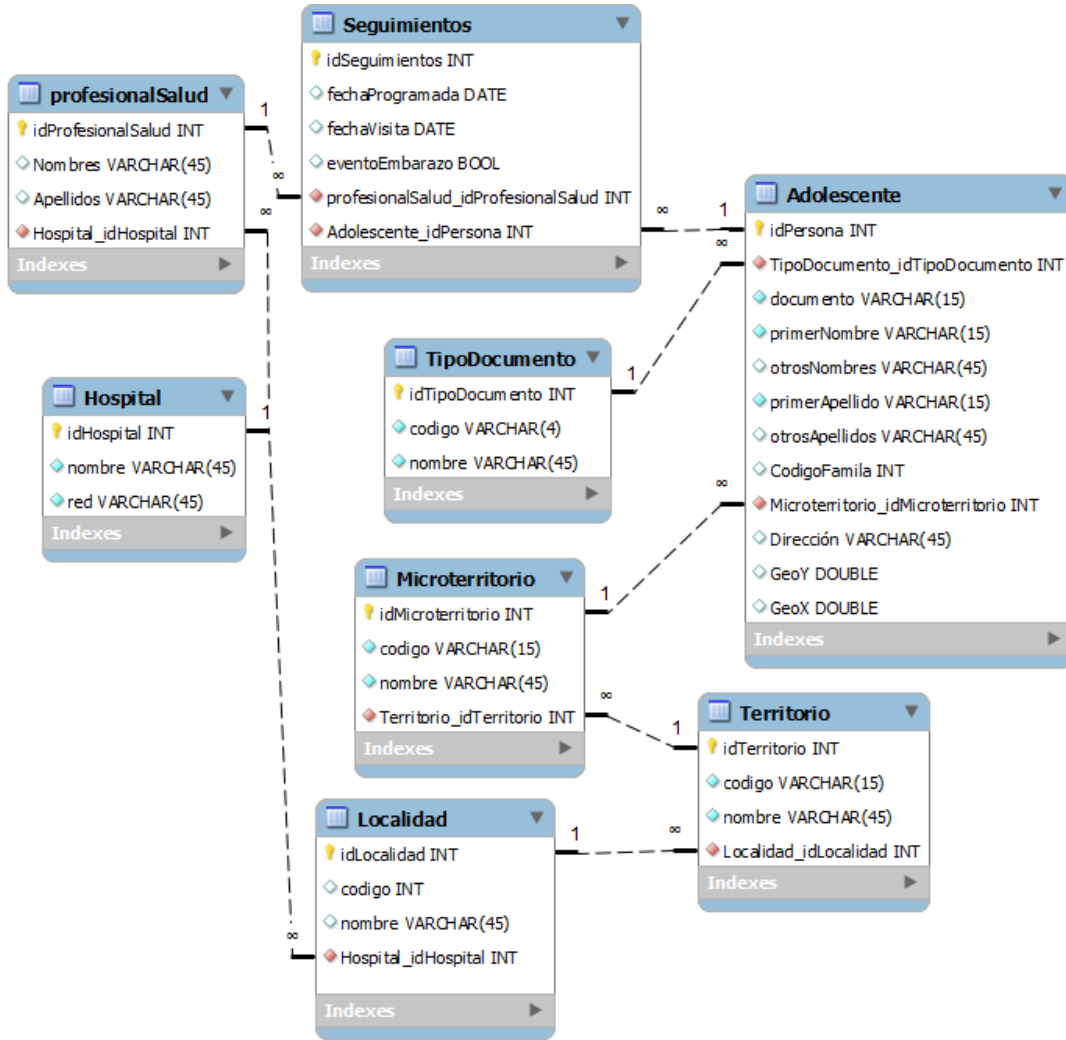 Seguimientos
idSeguimientos INT
fechaProgramada DATE
fechaVisita DATE
eventoEmbarazo BOOL
profesionalSalud_idProfesionalSalud INT
Adolescente_idPersona INT
Indexes
profesionalSalud
idProfesionalSalud INT
Nombres VARCHAR(45)
Apellidos VARCHAR(45)
Hospital_idHospital INT
Indexes
1
∞
∞
∞
1
∞
Adolescente
idPersona INT
TipoDocumento_idTipoDocumento INT
documento VARCHAR(15)
primerNombre VARCHAR(15)
otrosNombres VARCHAR(45)
primerApellido VARCHAR(15)
otrosApellidos VARCHAR(45)
CodigoFamila INT
Microterritorio_idMicroterritorio INT
Dirección VARCHAR(45)
GeoY DOUBLE
GeoX DOUBLE
Indexes
TipoDocumento
idTipoDocumento INT
codigo VARCHAR(4)
nombre VARCHAR(45)
Indexes
1
Hospital
idHospital INT
nombre VARCHAR(45)
red VARCHAR(45)
Indexes
1
∞
Microterritorio
idMicroterritorio INT
codigo VARCHAR(15)
nombre VARCHAR(45)
Territorio_idTerritorio INT
Indexes
1
∞
1
Territorio
idTerritorio INT
codigo VARCHAR(15)
nombre VARCHAR(45)
Localidad_idLocalidad INT
Indexes
Localidad
idLocalidad INT
codigo INT
nombre VARCHAR(45)
Hospital_idHospital INT
Indexes
1
∞
∞